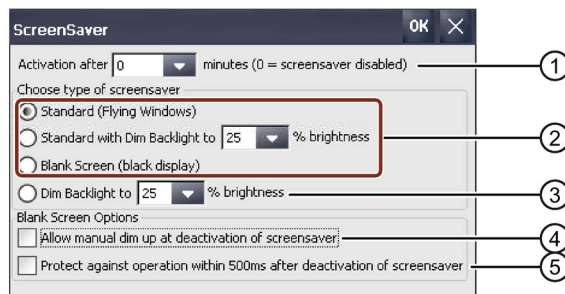 ScreenSaver OK
Activation after 0 minutes (0 = screensaver disabled) 1
Choose type of screensaver
Standard (Flying Windows)
Standard with Dim Backlight to 25 % brightness 2
Blank Screen (black display)
Dim Backlight to 25 % brightness 3
Blank Screen Options
Allow manual dim up at deactivation of screensaver 4
Protect against operation within 500ms after deactivation of screensaver 5